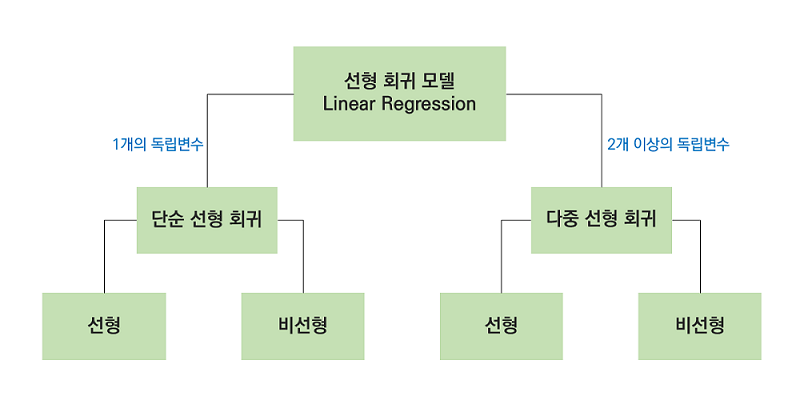 선형 회귀 모델
Linear Regression
1개의 독립변수
2개 이상의 독립변수
단순 선형 회귀
다중 선형 회귀
선형
비선형
선형
비선형